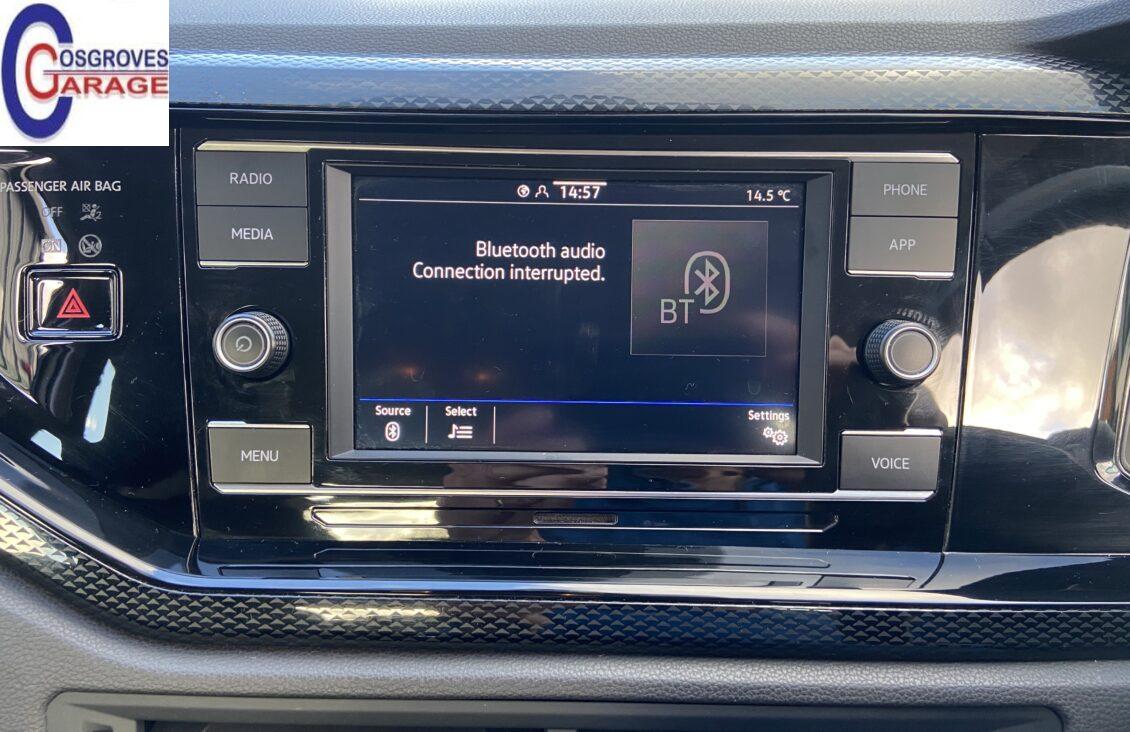 COSGROVES
GARAGE
PASSENGER AIR BAG
OFF
ON
RADIO
MEDIA
MENU
14:57
14.5 °C
Bluetooth audio
Connection interrupted.
BT
Source
Select
Settings
PHONE
APP
VOICE